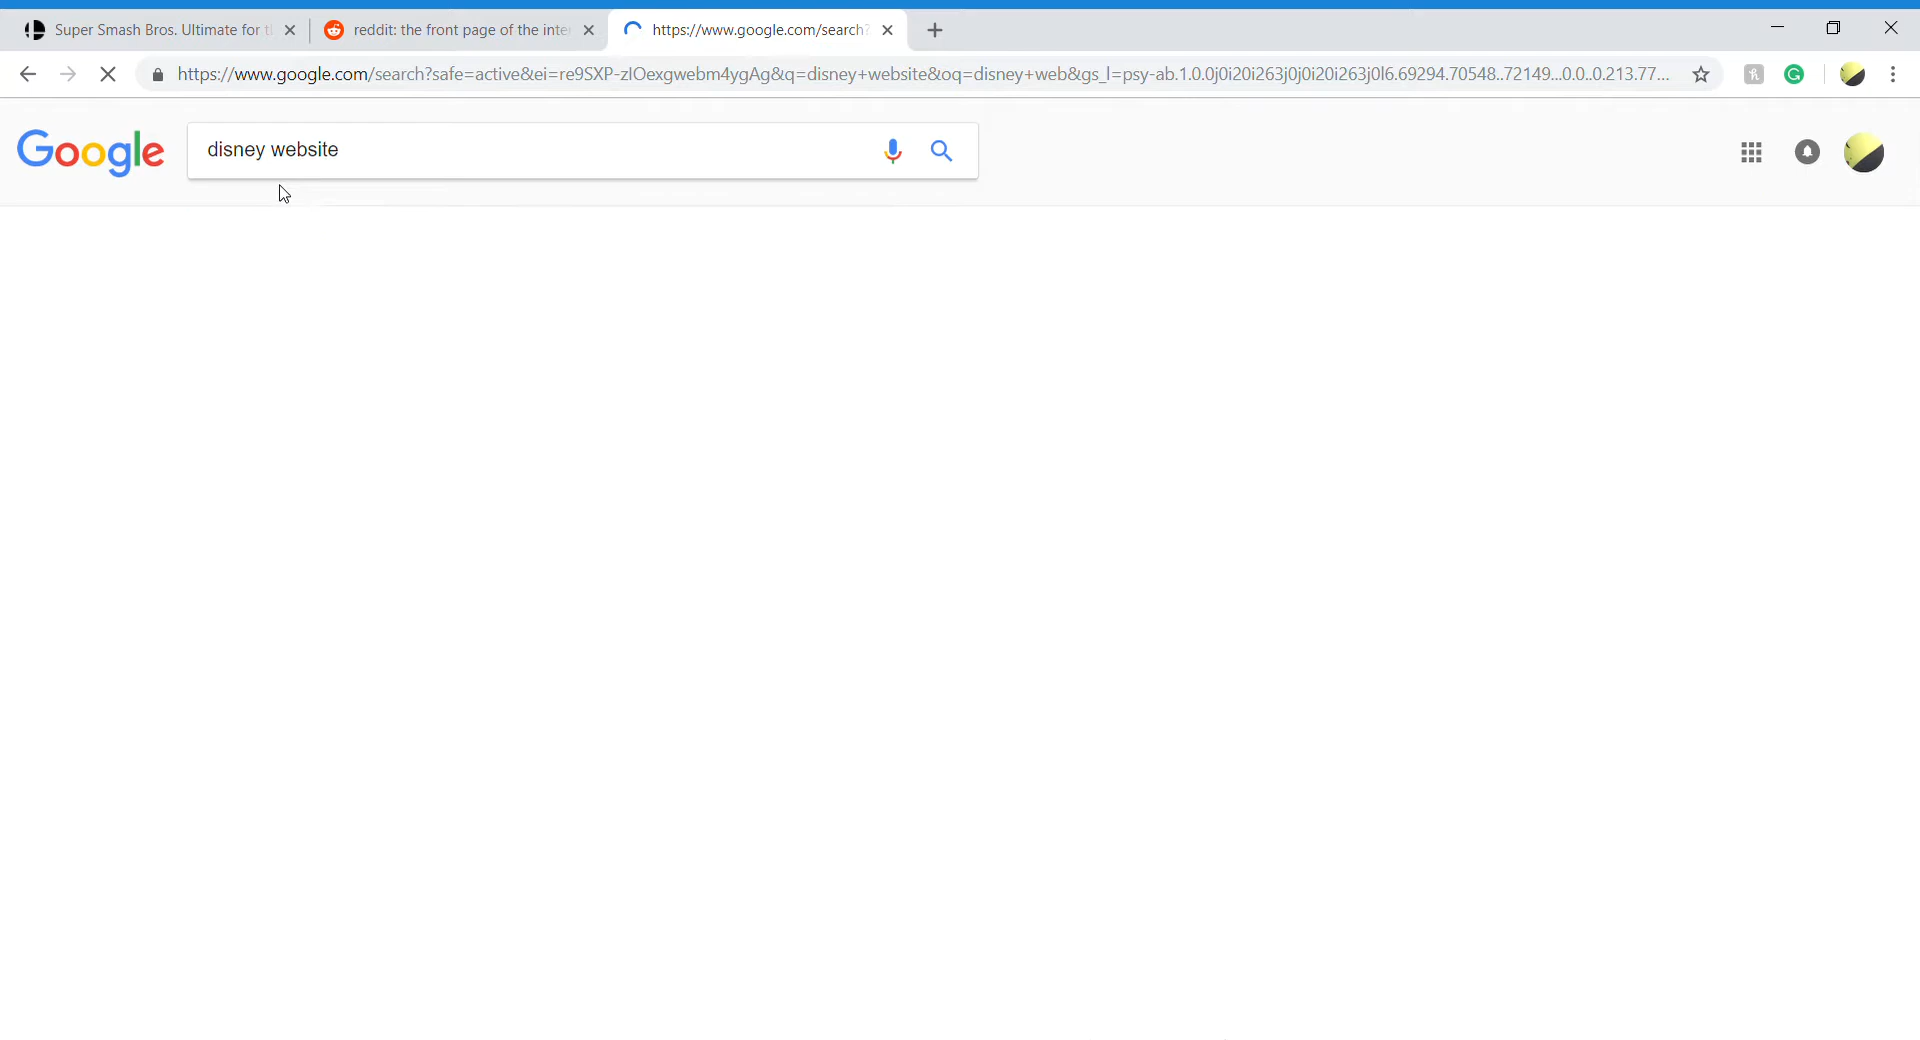 Super Smash Bros. Ultimate for t
reddit: the front page of the inte
https://www.google.com/search?
https://www.google.com/search?safe=active&ei=re9SXP-zIOexgwebm4ygAg&q=disney+website&oq=disney+web&gs_l=psy-ab.1.0.0j0i20i263j0j0i20i263j0l6.69294.70548..72149...0.0..0.213.77...
Google
disney website